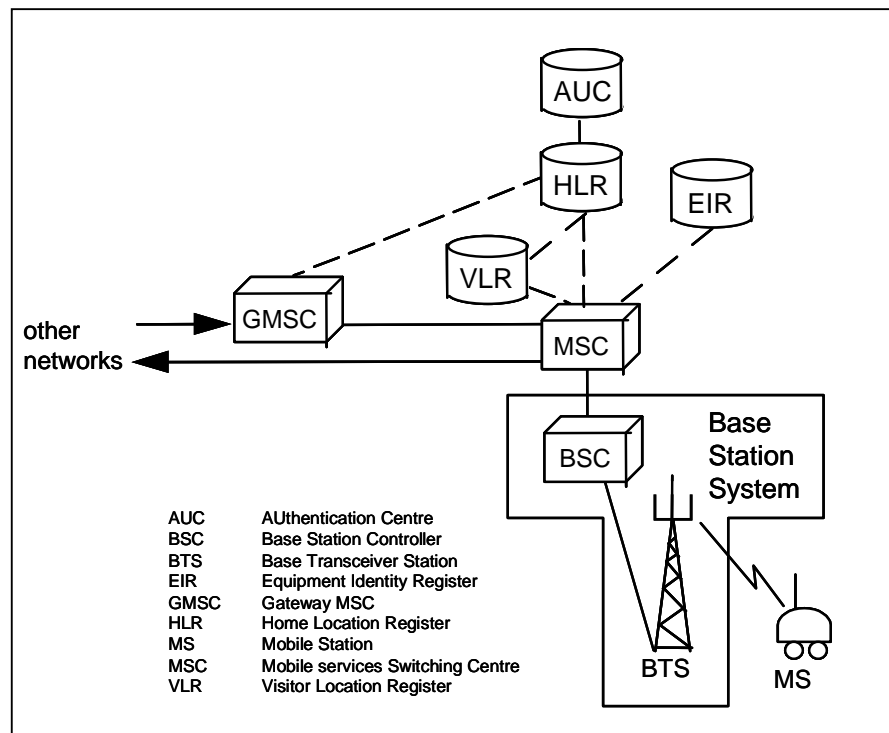 AUC
HLR
EIR
VLR
GMSC
MSC
other
networks
BSC
Base
Station
System
AUC AUthentication Centre
BSC Base Station Controller
BTS Base Transceiver Station
EIR Equipment Identity Register
GMSC Gateway MSC
HLR Home Location Register
MS Mobile Station
MSC Mobile services Switching Centre
VLR Visitor Location Register
BTS
MS